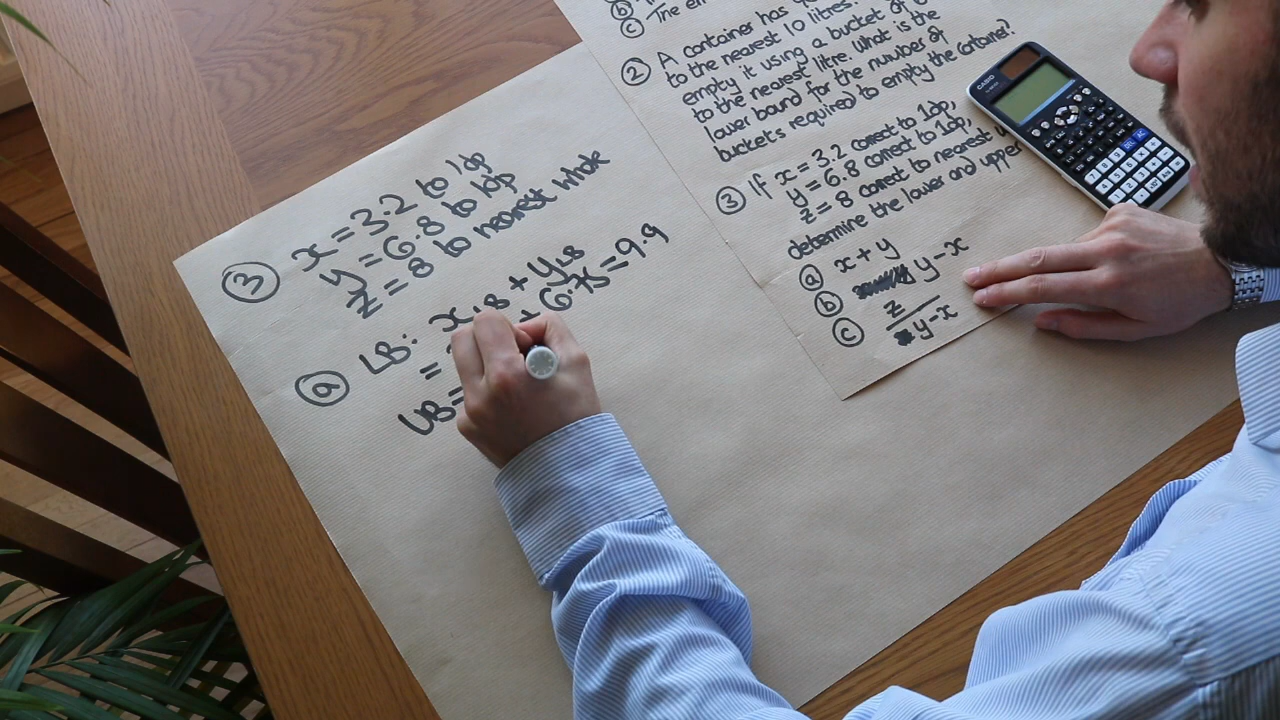 ③ x = 3.2 to 1dp
y = 6.8 to 1dp
z = 8 to nearest whole
ⓐ LB: xLB + yLB
= + 6.75 = 9.9
UB =
ⓑ
ⓒ The
② A container has
to the nearest 10 litres.
empty it using a bucket of
to the nearest litre. What is the
lower bound for the number of
buckets required to empty the container?
③ If x = 3.2 correct to 1dp,
y = 6.8 correct to 1dp,
z = 8 correct to nearest
determine the lower and upper
ⓐ x + y
ⓑ y - x
ⓒ z / y - x
CASIO